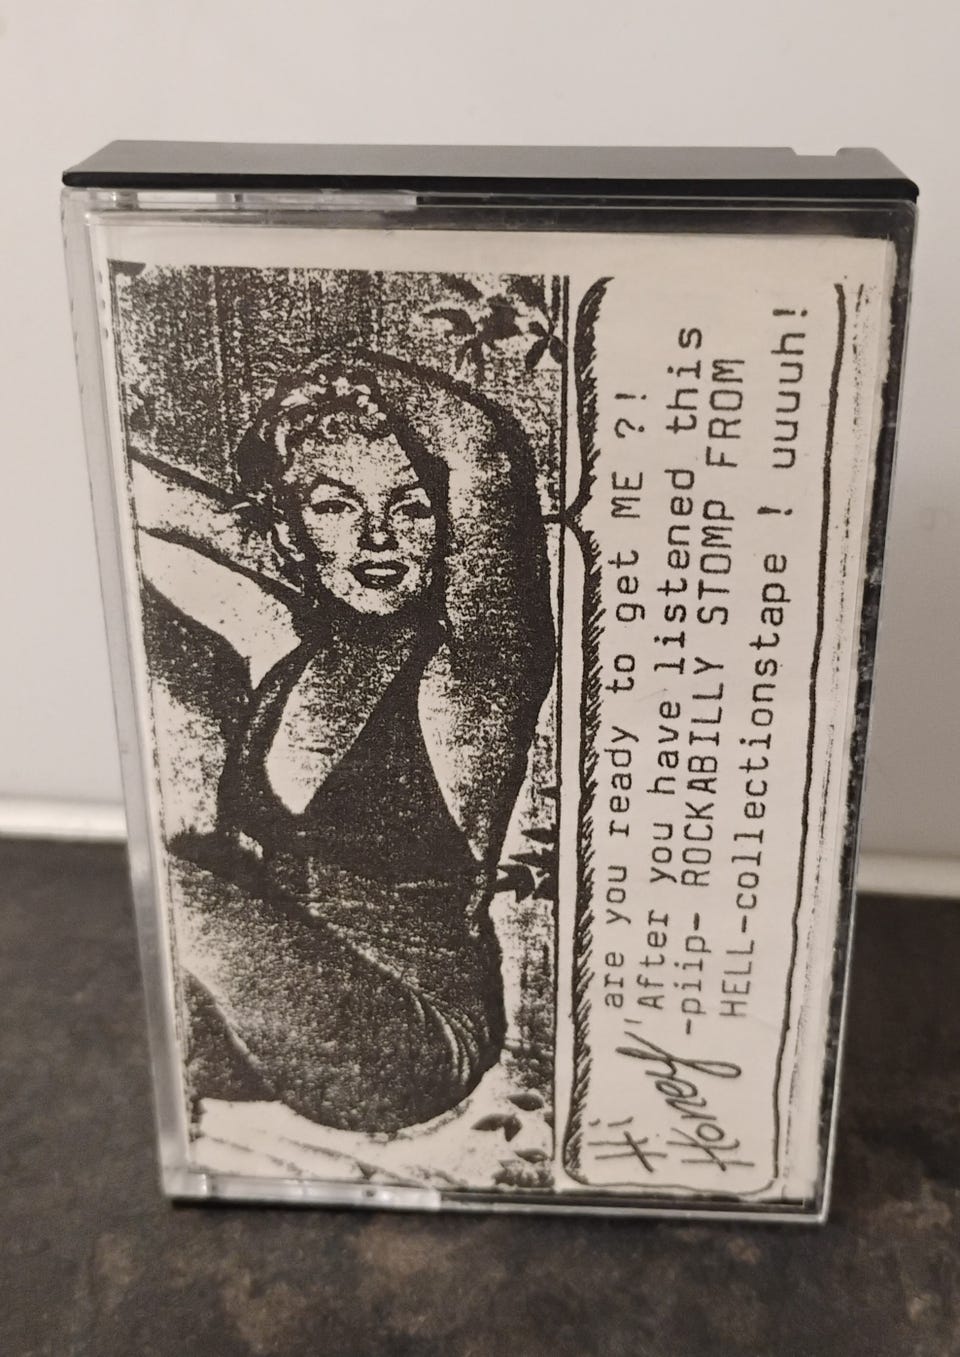 Hi Honey'
are you ready to get ME ?!
After you have listened this
-piip- ROCKABILLY STOMP FROM
HELL-collectionstape ! uuuuh!